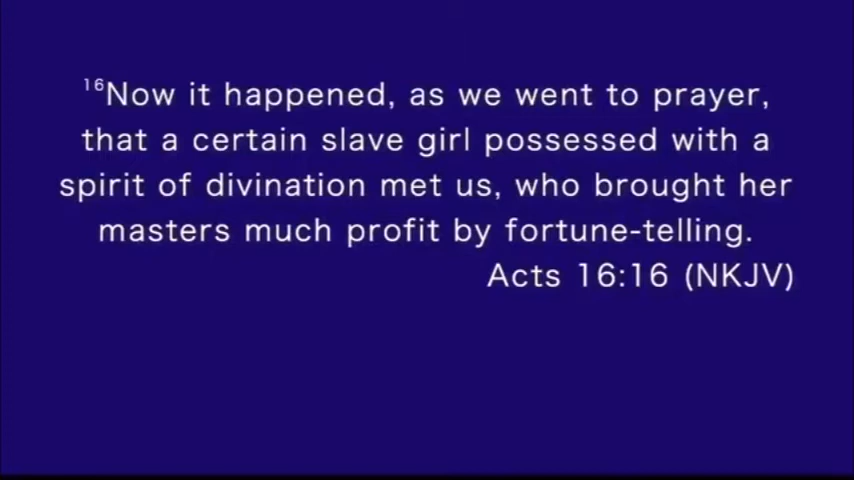 16Now it happened, as we went to prayer,
that a certain slave girl possessed with a
spirit of divination met us, who brought her
masters much profit by fortune-telling.
Acts 16:16 (NKJV)